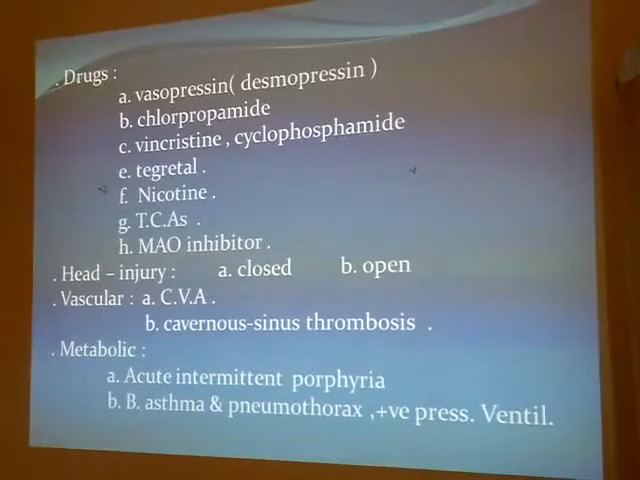 . Drugs :
a. vasopressin( desmopressin )
b. chlorpropamide
c. vincristine , cyclophosphamide
e. tegretal .
f. Nicotine .
g. T.C.As .
h. MAO inhibitor .
. Head – injury : a. closed b. open
. Vascular : a. C.V.A .
b. cavernous-sinus thrombosis .
. Metabolic :
a. Acute intermittent porphyria
b. B. asthma & pneumothorax ,+ve press. Ventil.